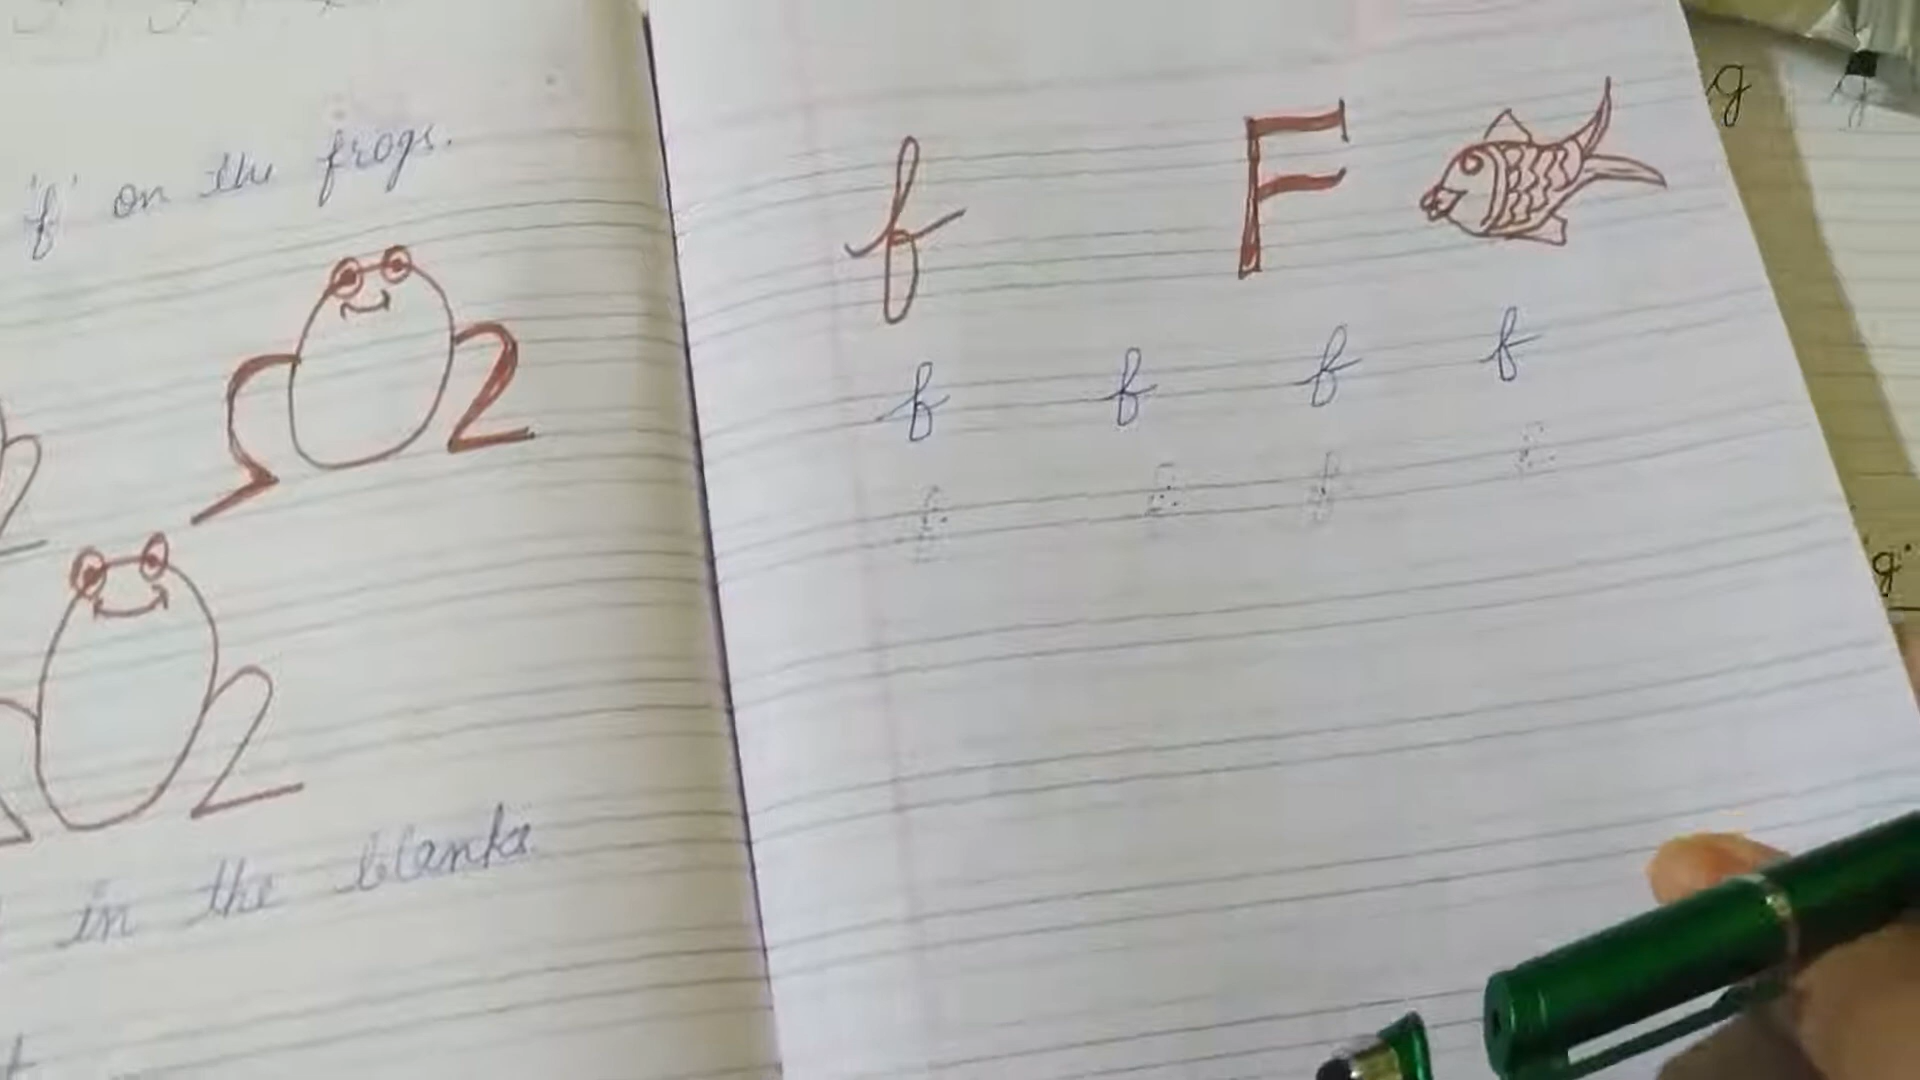 'f' on the frogs.
in the blanks.
f F
f f f f
f f f f
g
g
'g'